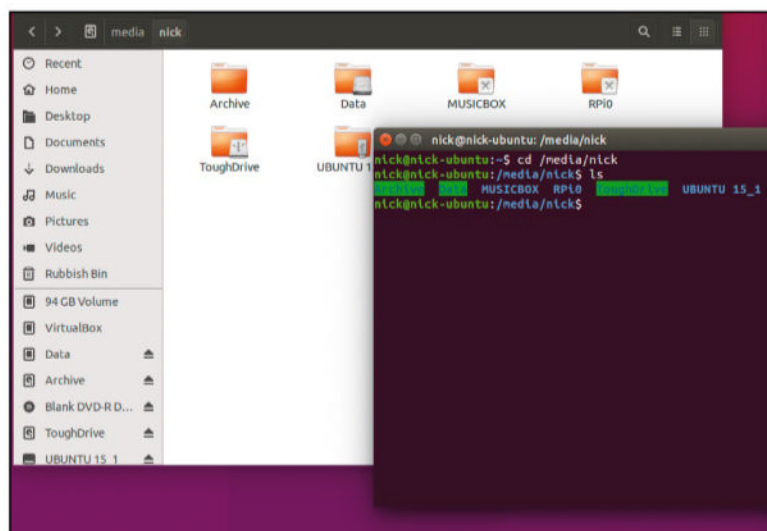 media nick
Recent
Home
Desktop
Documents
Downloads
Music
Pictures
Videos
Rubbish Bin
94 GB Volume
VirtualBox
Data
Archive
Blank DVD-R D...
ToughDrive
UBUNTU 15_1
Archive Data MUSICBOX RPi0
ToughDrive UBUNTU 1
nick@nick-ubuntu: /media/nick
nick@nick-ubuntu:~$ cd /media/nick
nick@nick-ubuntu:/media/nick$ ls
Archive Data MUSICBOX RPi0 ToughDrive UBUNTU 15_1
nick@nick-ubuntu:/media/nick$